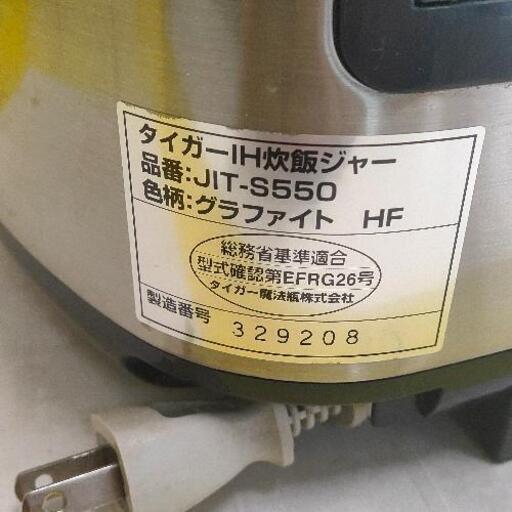 タイガーIH炊飯ジャー
品番:JIT-S550
色柄:グラファイト HF
総務省基準適合
型式確認第EFRG26号
タイガー魔法瓶株式会社
製造番号 329208